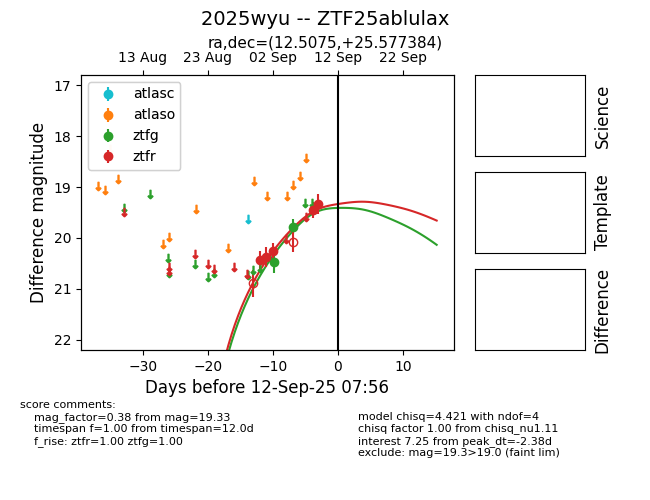 2025wyu -- ZTF25ablulax
ra,dec=(12.5075,+25.577384)
13 Aug 23 Aug 02 Sep 12 Sep 22 Sep
atlasc
atlaso
ztfg
ztfr
17
18
19
20
21
22
Difference magnitude
−30 −20 −10 0 10
Days before 12-Sep-25 07:56
Science
Template
Difference
score comments:
mag_factor=0.38 from mag=19.33
timespan f=1.00 from timespan=12.0d
f_rise: ztfr=1.00 ztfg=1.00
model chisq=4.421 with ndof=4
chisq factor 1.00 from chisq_nu1.11
interest 7.25 from peak_dt=-2.38d
exclude: mag=19.3>19.0 (faint lim)